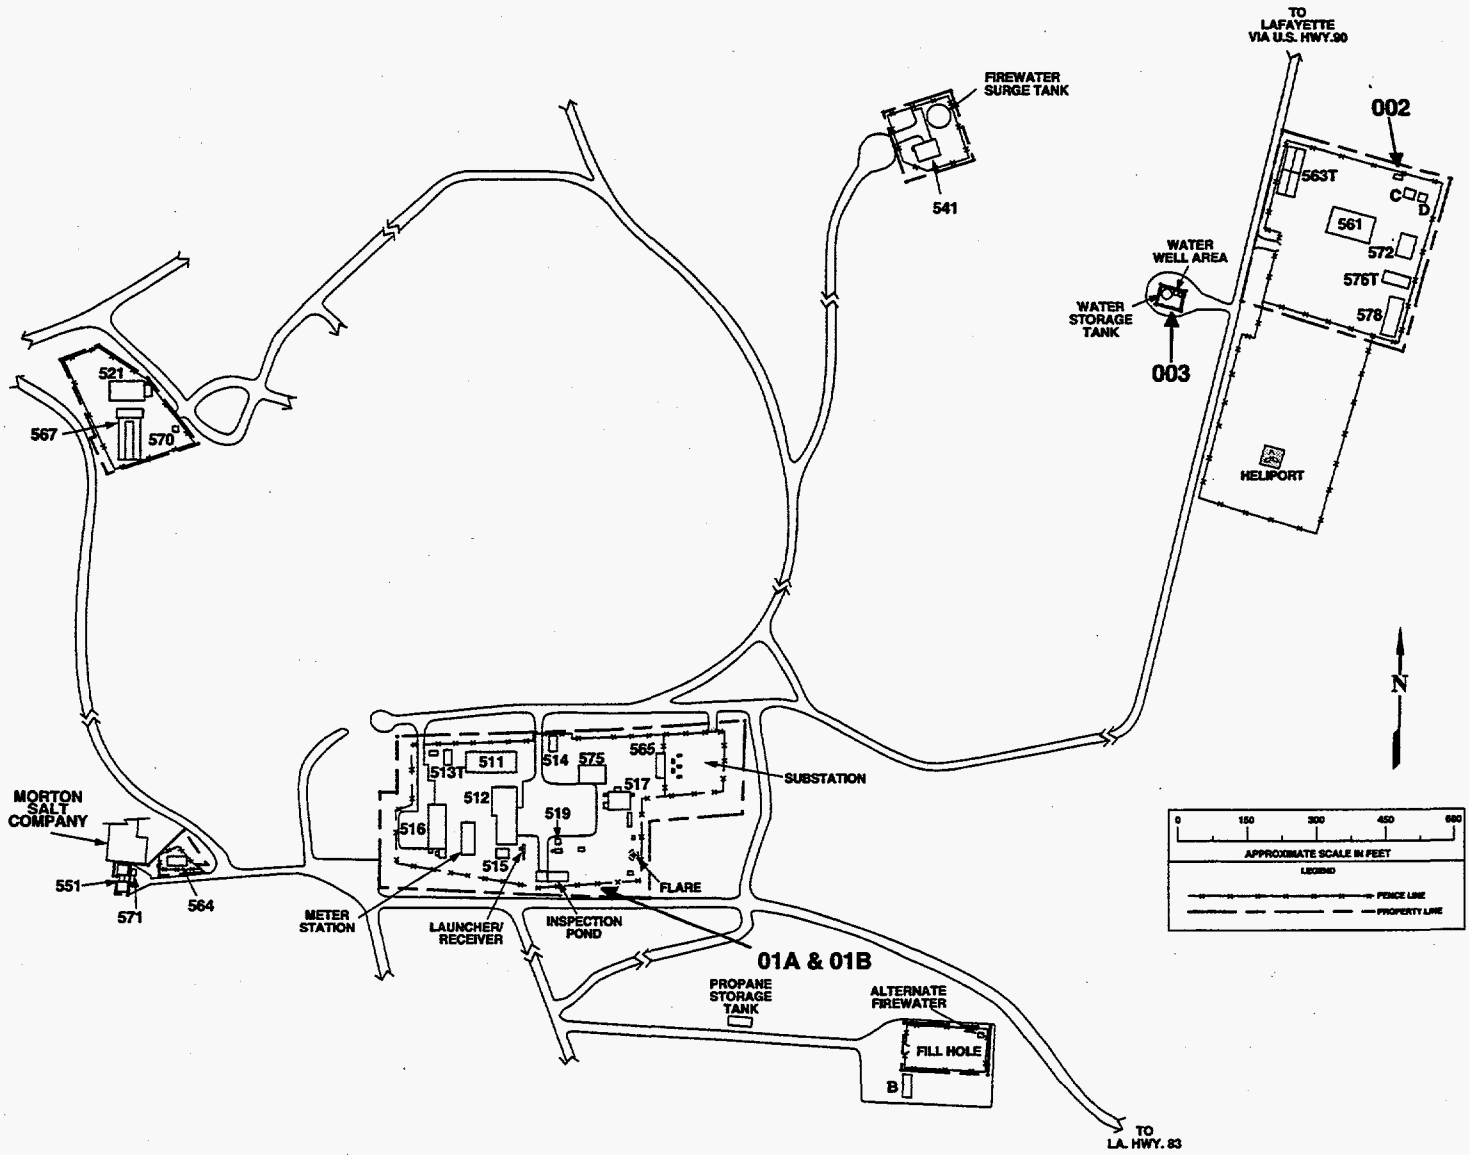 TO
LAFAYETTE
VIA U.S. HWY.90
FIREWATER
SURGE TANK
541
002
563T
C
D
561
572
576T
578
WATER
WELL AREA
WATER
STORAGE
TANK
003
HELIPORT
521
567
570
N
MORTON
SALT
COMPANY
551
571
564
513T
511
514
575
565
SUBSTATION
517
512
519
516
515
FLARE
METER
STATION
LAUNCHER/
RECEIVER
INSPECTION
POND
01A & 01B
PROPANE
STORAGE
TANK
ALTERNATE
FIREWATER
FILL HOLE
B
TO
LA. HWY. 83
0 150 300 450 600
APPROXIMATE SCALE IN FEET
LEGEND
FENCE LINE
PROPERTY LINE